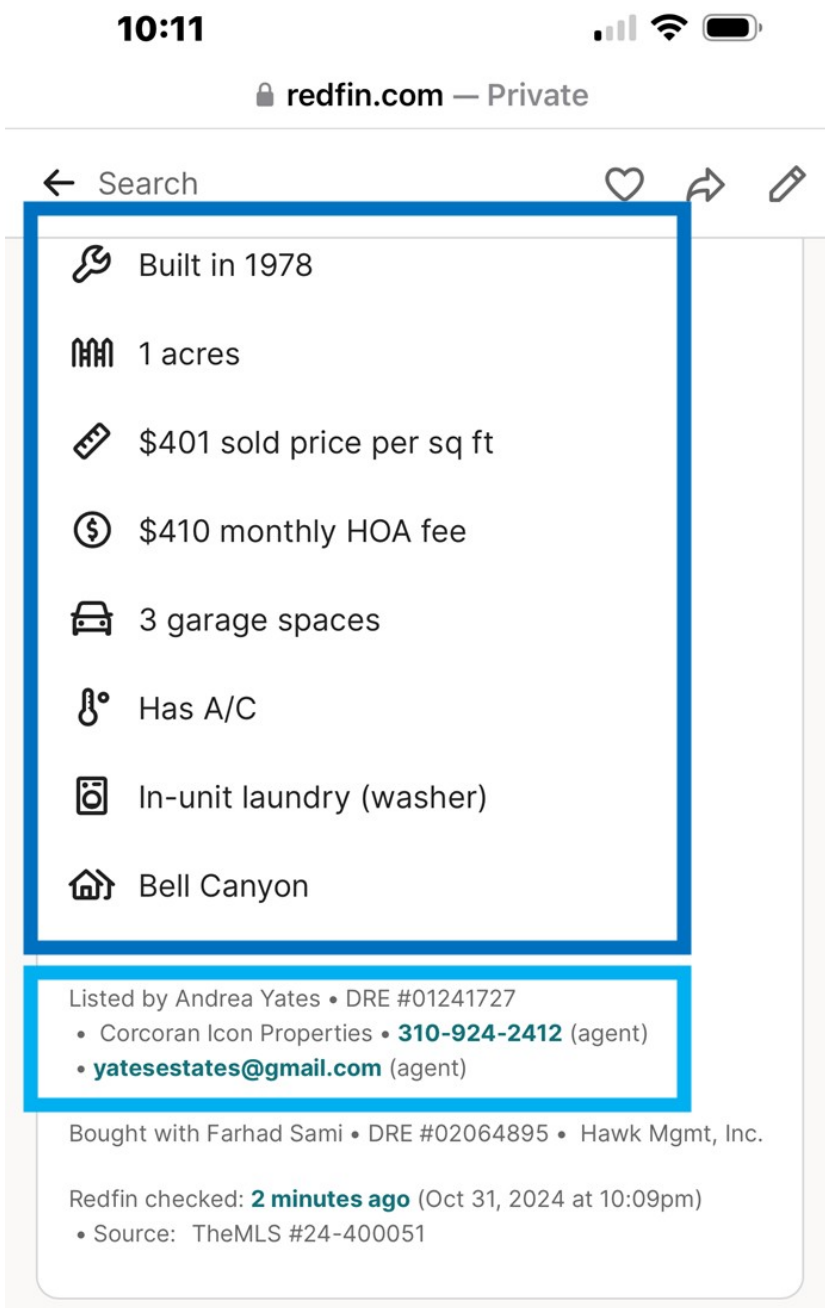 10:11
redfin.com — Private
Search
Built in 1978
1 acres
$401 sold price per sq ft
$410 monthly HOA fee
3 garage spaces
Has A/C
In-unit laundry (washer)
Bell Canyon
Listed by Andrea Yates • DRE #01241727
• Corcoran Icon Properties • 310-924-2412 (agent)
• yatesestates@gmail.com (agent)
Bought with Farhad Sami • DRE #02064895 • Hawk Mgmt, Inc.
Redfin checked: 2 minutes ago (Oct 31, 2024 at 10:09pm)
• Source: TheMLS #24-400051